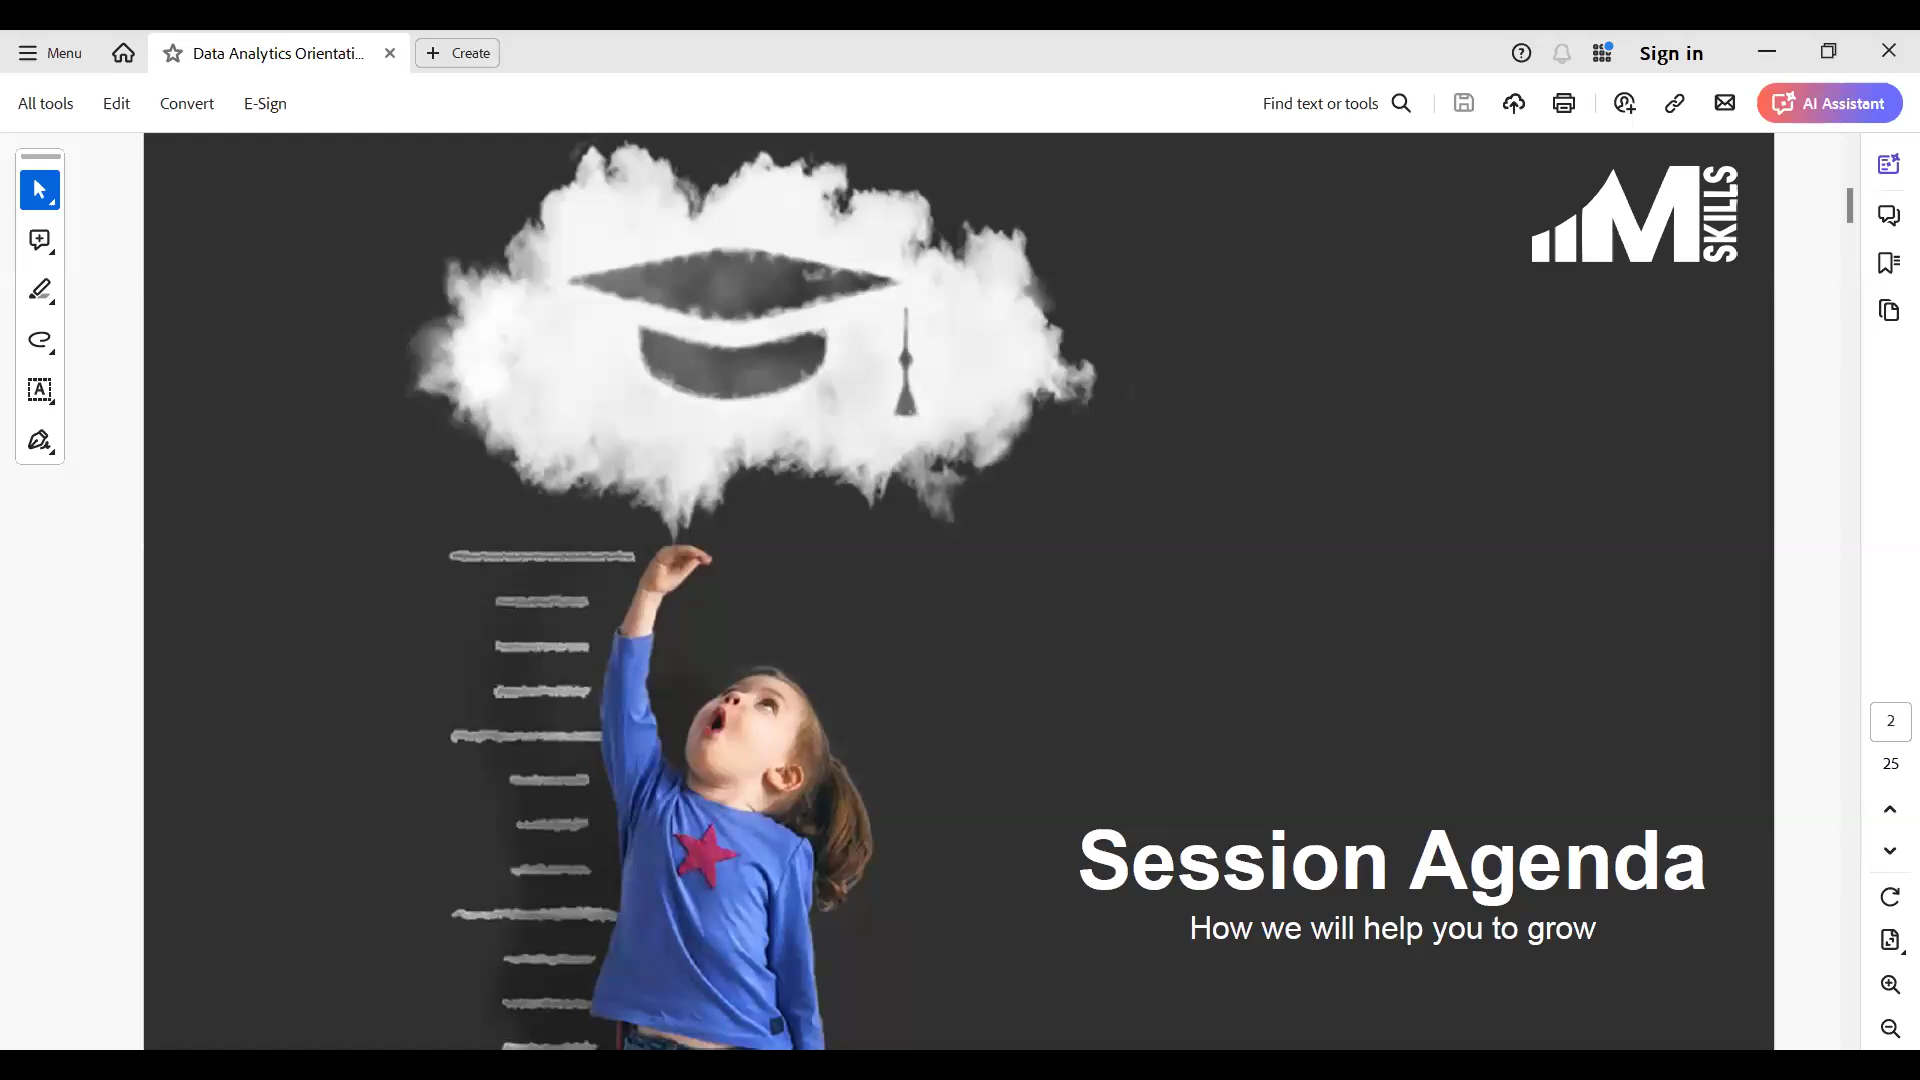 Menu
Data Analytics Orientati...
Create
Sign in
All tools
Edit
Convert
E-Sign
Find text or tools
AI Assistant
M SKILLS
Session Agenda
How we will help you to grow
2
25